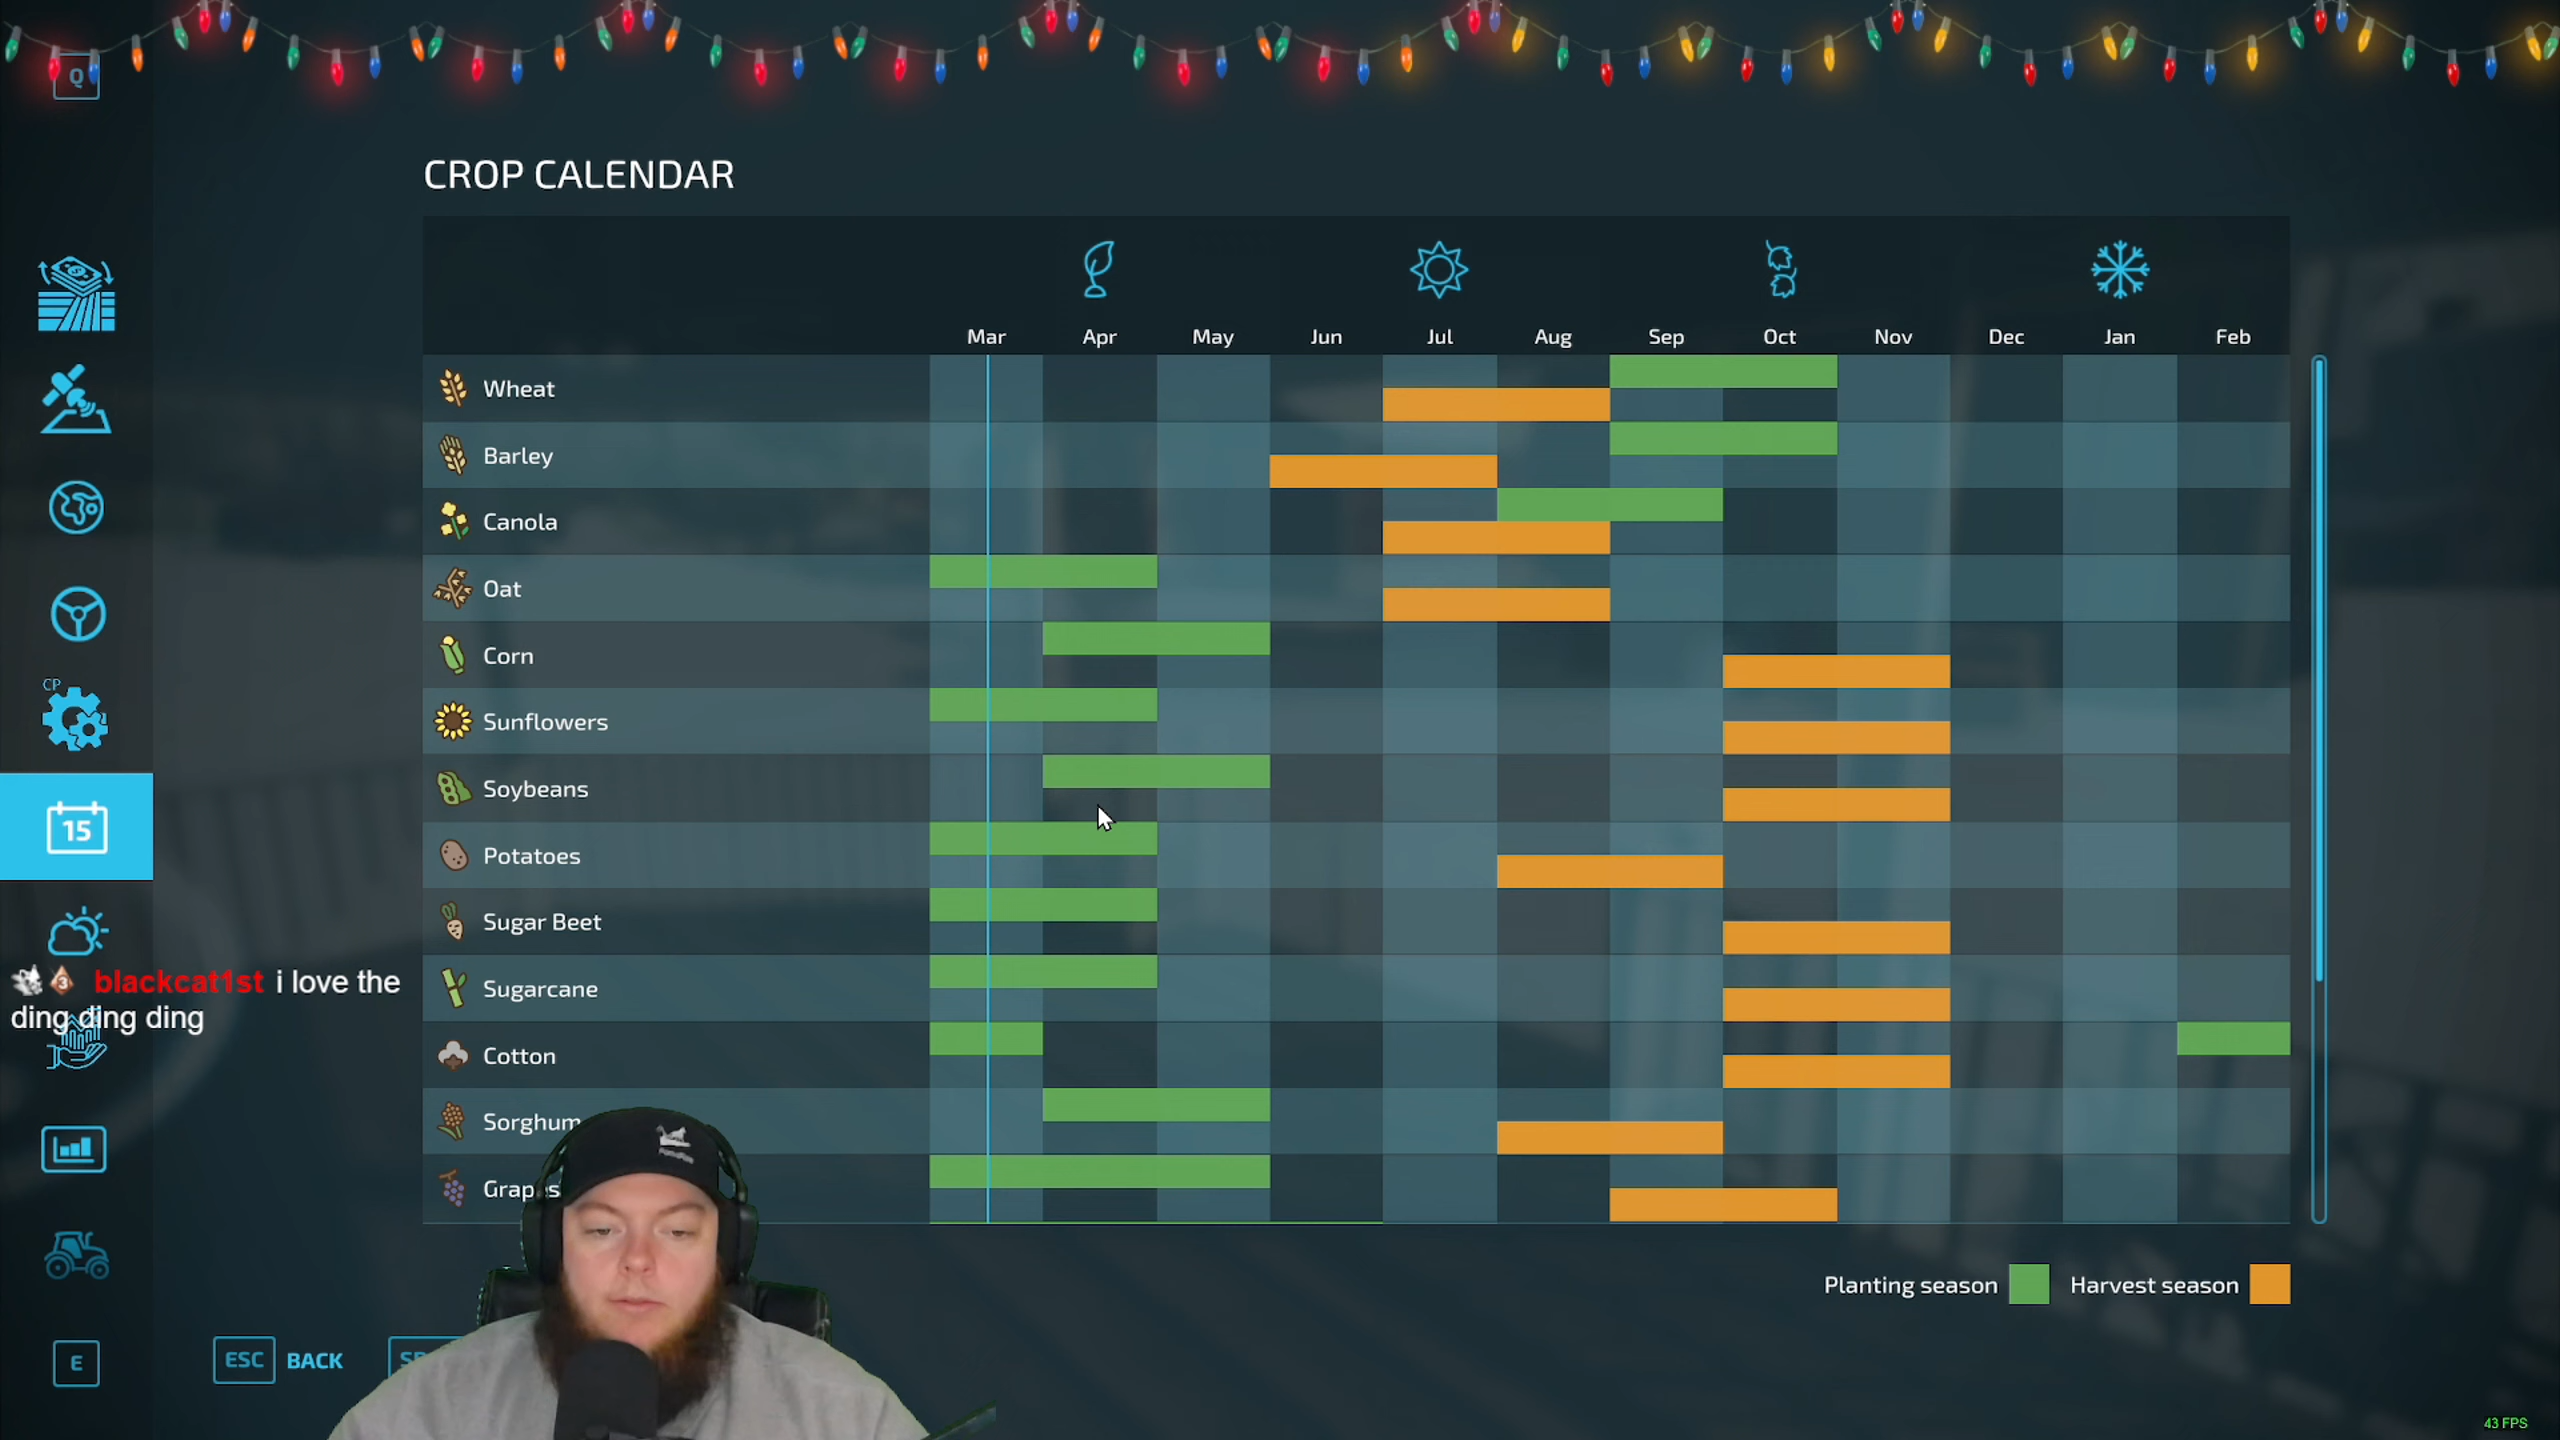 Q
CROP CALENDAR
Mar Apr May Jun Jul Aug Sep Oct Nov Dec Jan Feb
Wheat
Barley
Canola
Oat
Corn
CP
Sunflowers
Soybeans
15
Potatoes
Sugar Beet
blackcat1st i love the
ding ding ding
Sugarcane
Cotton
Sorghum
Grapes
Planting season Harvest season
E
ESC BACK
43 FPS